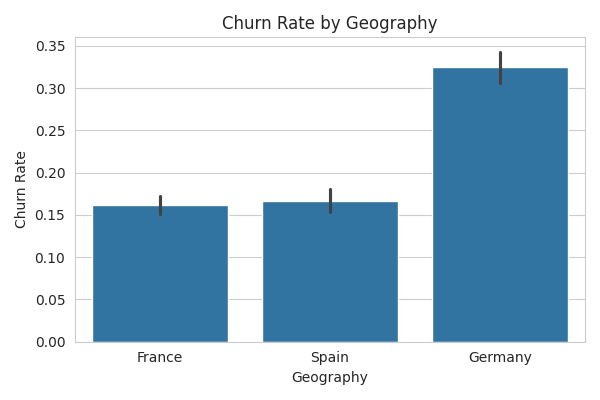 Churn Rate by Geography
Churn Rate
0.35
0.30
0.25
0.20
0.15
0.10
0.05
0.00
France Spain Germany
Geography